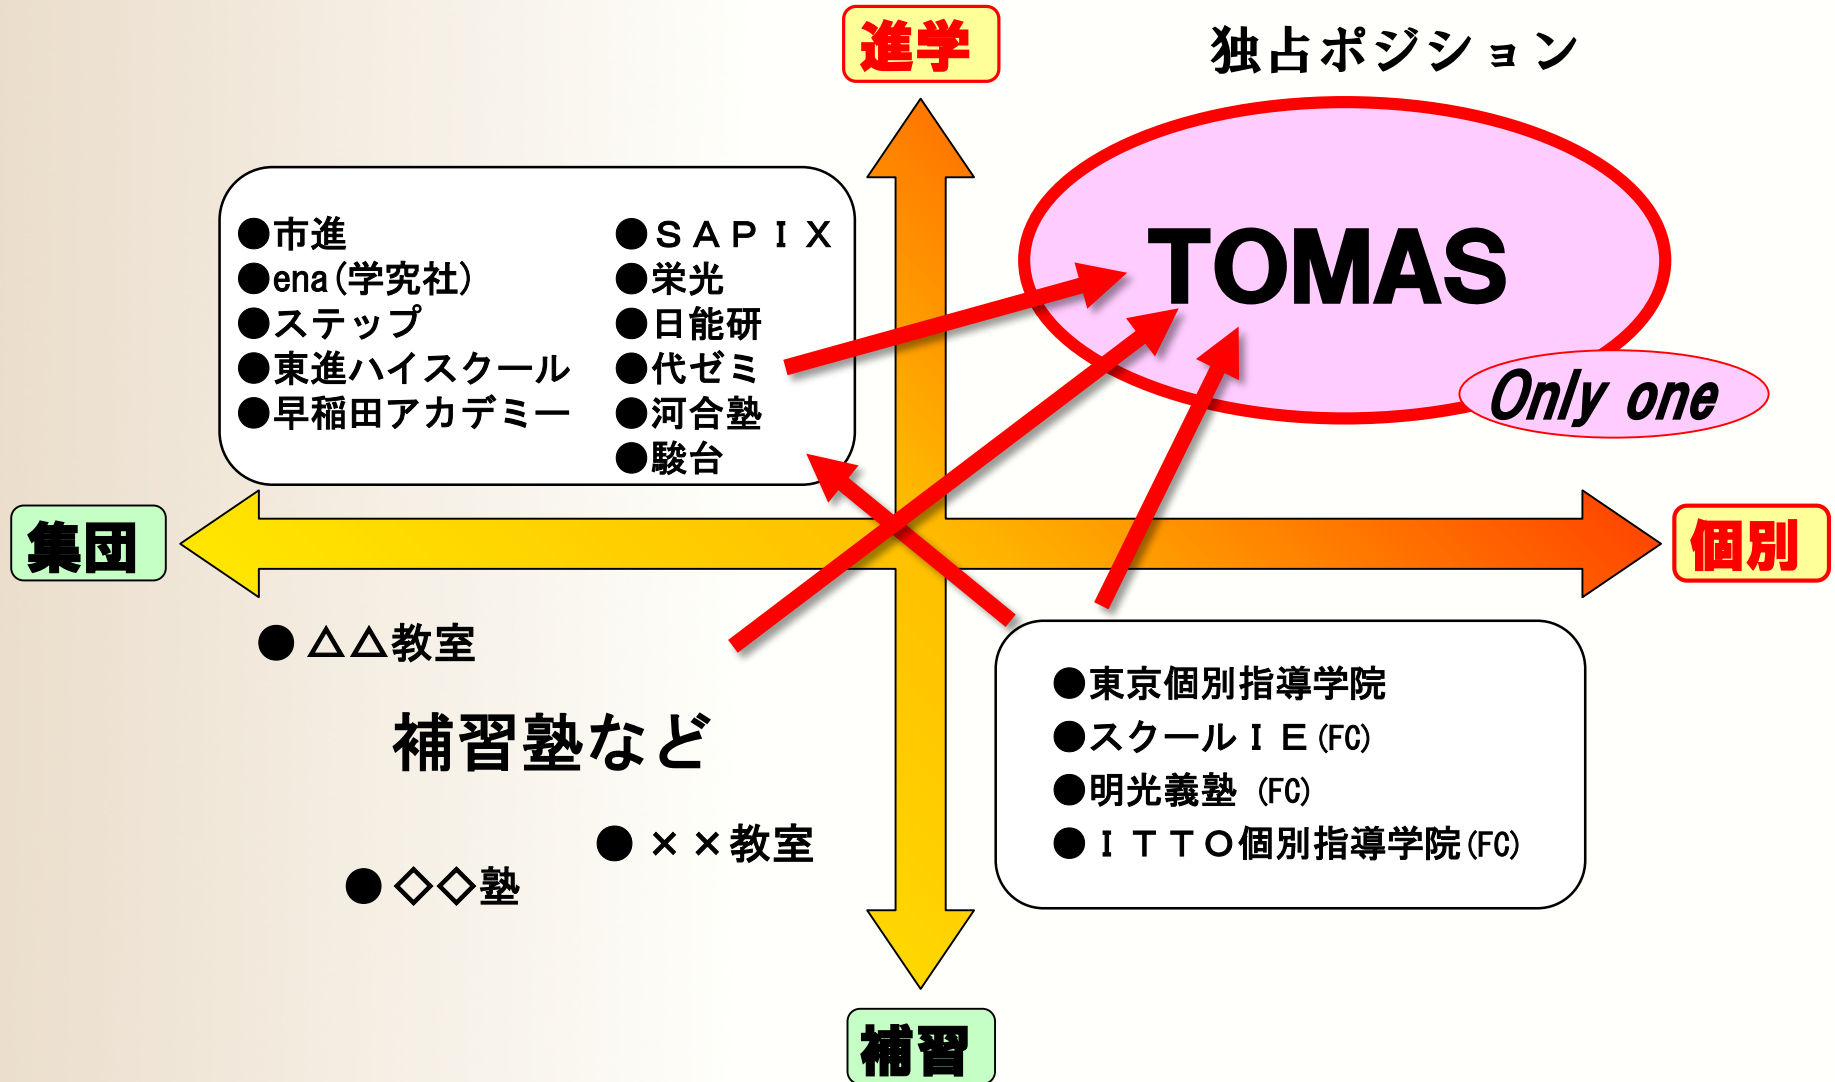 進学
独占ポジション
●市進
●ena(学究社)
●ステップ
●東進ハイスクール
●早稲田アカデミー
●ＳＡＰＩＸ
●栄光
●日能研
●代ゼミ
●河合塾
●駿台
TOMAS
Only one
集団
個別
●△△教室
補習塾など
●××教室
●◇◇塾
●東京個別指導学院
●スクールＩＥ(FC)
●明光義塾 (FC)
●ＩＴＴＯ個別指導学院(FC)
補習